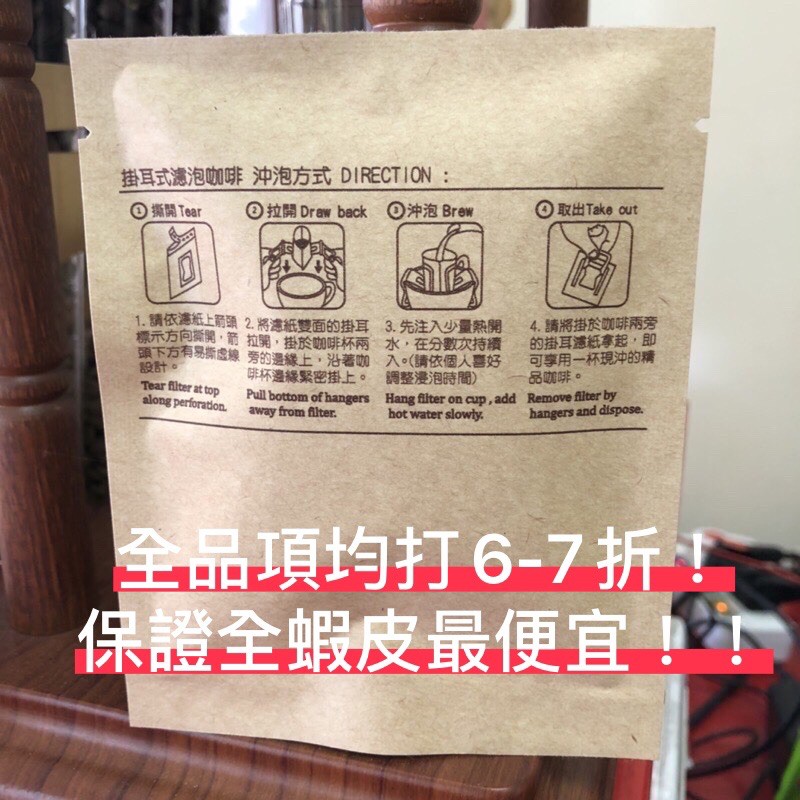 掛耳式濾泡咖啡 沖泡方式 DIRECTION：
① 撕開 Tear
② 拉開 Draw back
③ 沖泡 Brew
④ 取出 Take out
1. 請依濾紙上箭頭
標示方向撕開，箭
頭下方有易撕虛線
設計。
Tear filter at top
along perforation.
2. 將濾紙雙面的掛耳
拉開，掛於咖啡杯兩
旁的邊緣上，沿著咖
啡杯邊緣緊密掛上。
Pull bottom of hangers
away from filter.
3. 先注入少量熱開
水，在分數次持續
入。(請依個人喜好
調整浸泡時間)
Hang filter on cup , add
hot water slowly.
4. 請將掛於咖啡兩旁
的掛耳濾紙拿起，即
可享用一杯現沖的精
品咖啡。
Remove filter by
hangers and dispose.
全品項均打6-7折！
保證全蝦皮最便宜！！